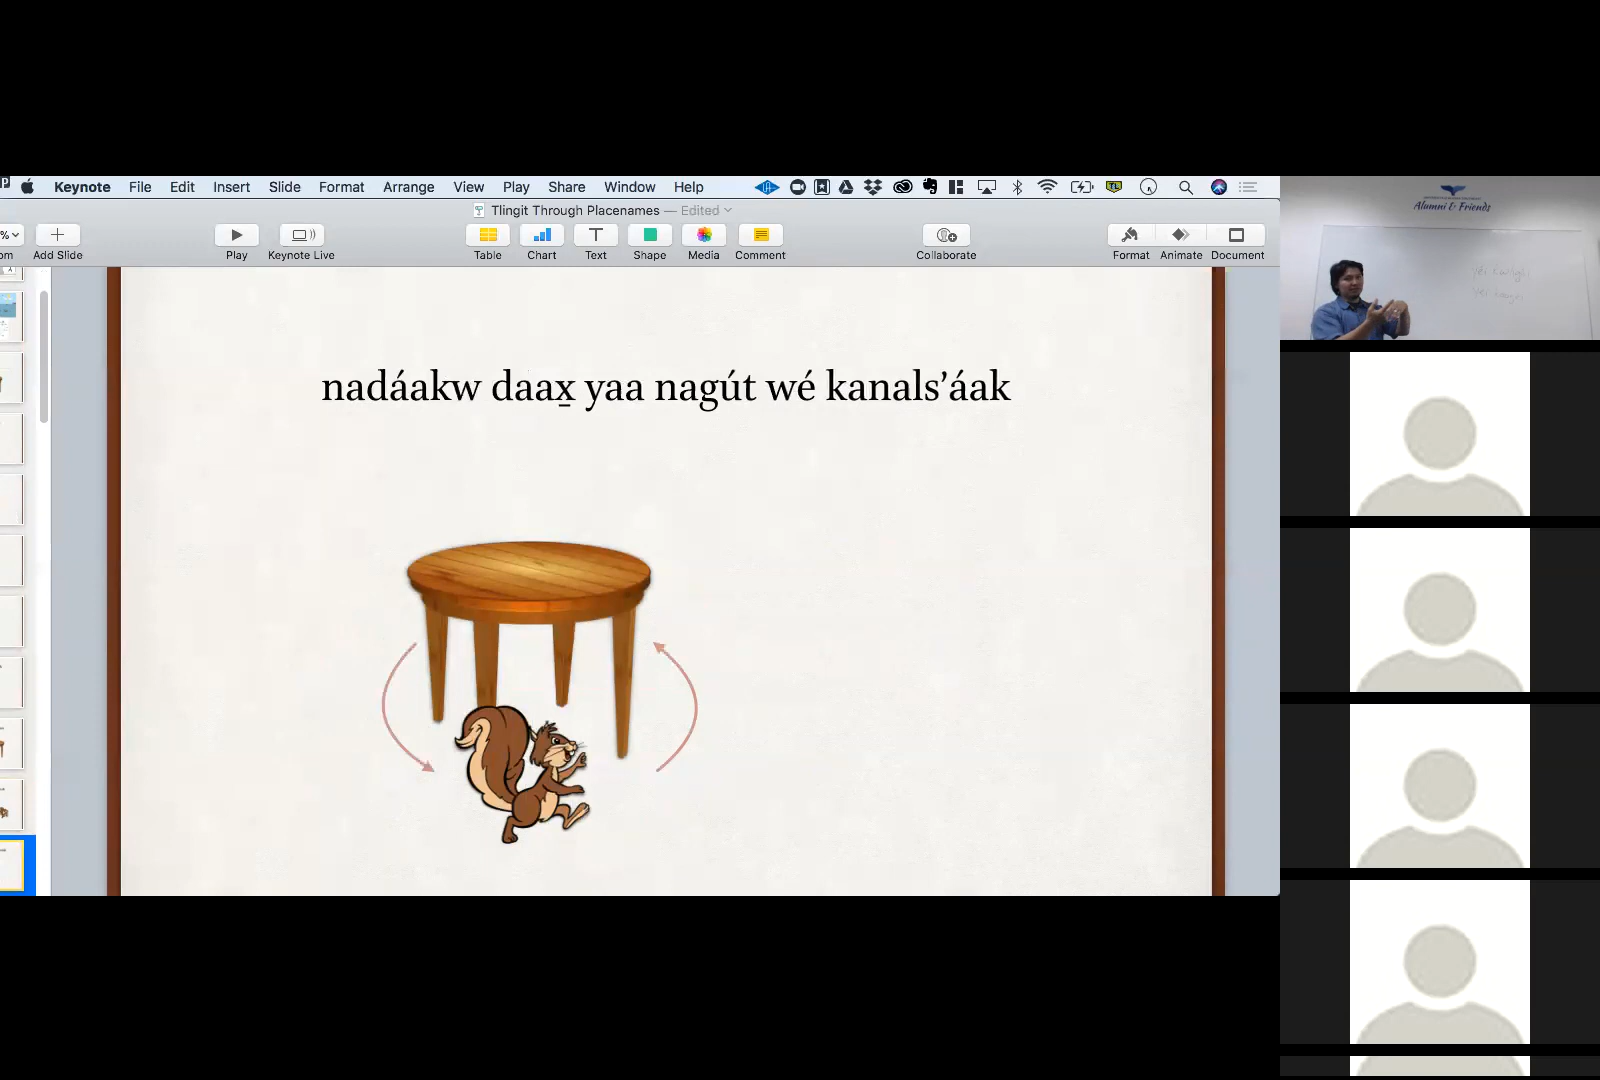 Keynote File Edit Insert Slide Format Arrange View Play Share Window Help
Tlingit Through Placenames — Edited
Add Slide Play Keynote Live Table Chart Text Shape Media Comment Collaborate Format Animate Document
nadáakw daax̱ yaa nagút wé kanals’áak
Alumni & Friends